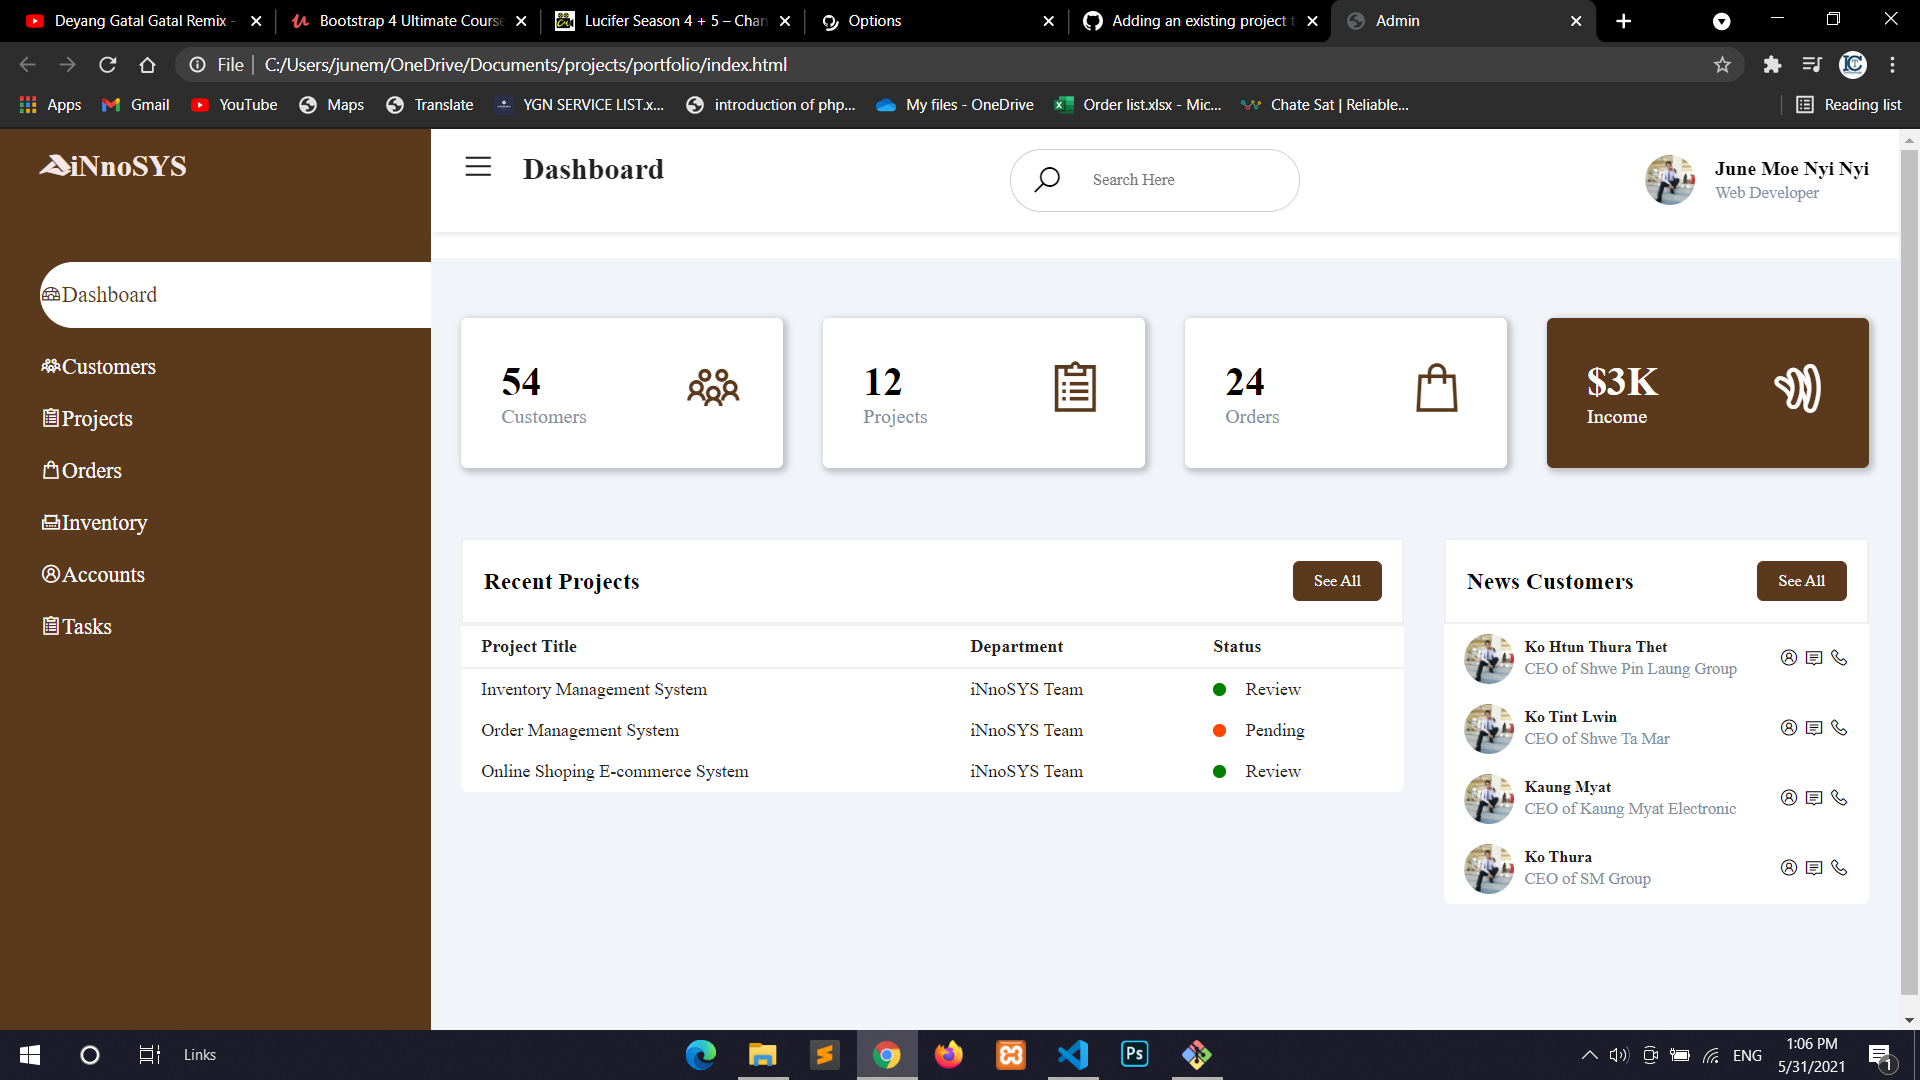 Deyang Gatal Gatal Remix -
Bootstrap 4 Ultimate Course
Lucifer Season 4 + 5 – Chan
Options
Adding an existing project t
Admin
File
C:/Users/junem/OneDrive/Documents/projects/portfolio/index.html
Apps
Gmail
YouTube
Maps
Translate
YGN SERVICE LIST.x...
introduction of php...
My files - OneDrive
Order list.xlsx - Mic...
Chate Sat | Reliable...
Reading list
iNnoSYS
Dashboard
Search Here
June Moe Nyi Nyi
Web Developer
Dashboard
Customers
Projects
Orders
Inventory
Accounts
Tasks
54
Customers
12
Projects
24
Orders
$3K
Income
Recent Projects
See All
Project Title Department Status
Inventory Management System iNnoSYS Team Review
Order Management System iNnoSYS Team Pending
Online Shoping E-commerce System iNnoSYS Team Review
News Customers
See All
Ko Htun Thura Thet
CEO of Shwe Pin Laung Group
Ko Tint Lwin
CEO of Shwe Ta Mar
Kaung Myat
CEO of Kaung Myat Electronic
Ko Thura
CEO of SM Group
Links
Ps
ENG
1:06 PM
5/31/2021
1